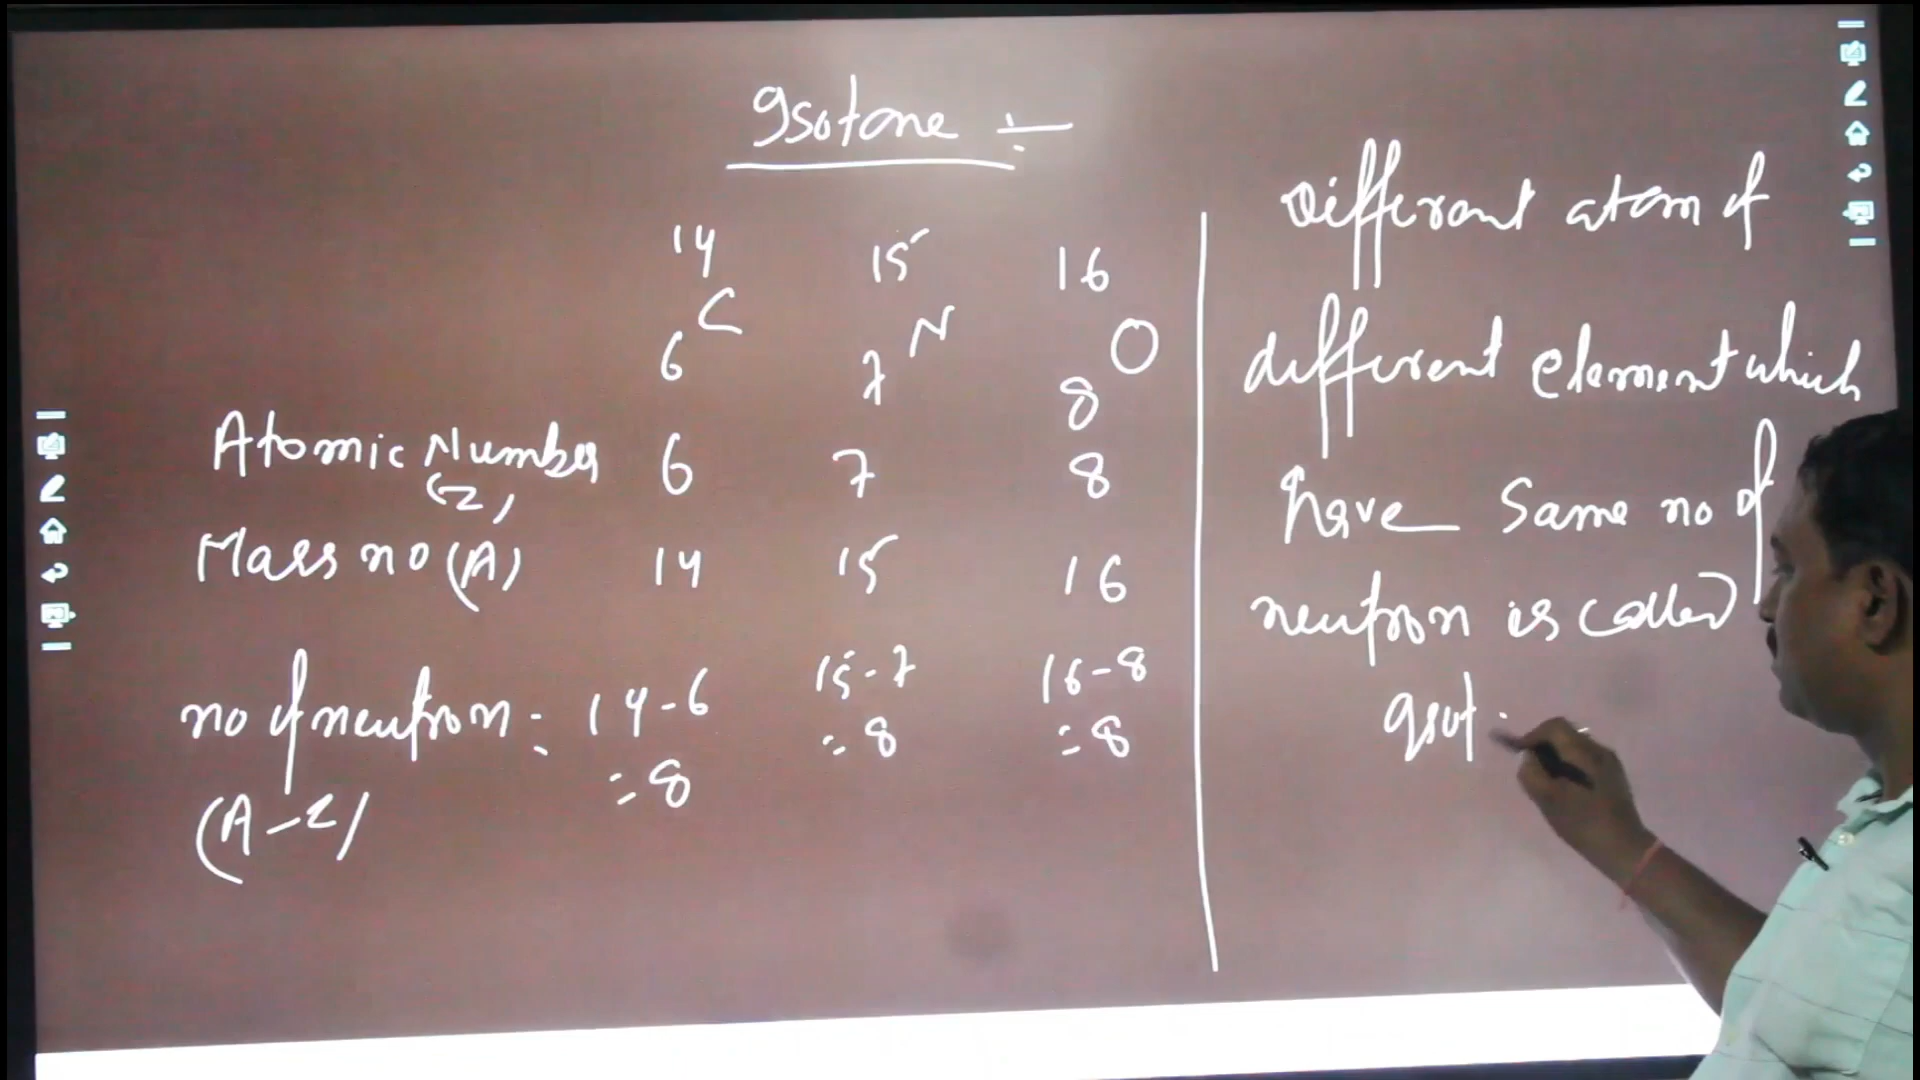 Isotone :-
14 15 16
C N O
6 7 8
Atomic Number 6 7 8
(Z)
Mass no (A) 14 15 16
no of neutron = 14-6 15-7 16-8
=8 =8 =8
(A-Z)
Different atom of
different element which
have same no of
neutron is called
Isot